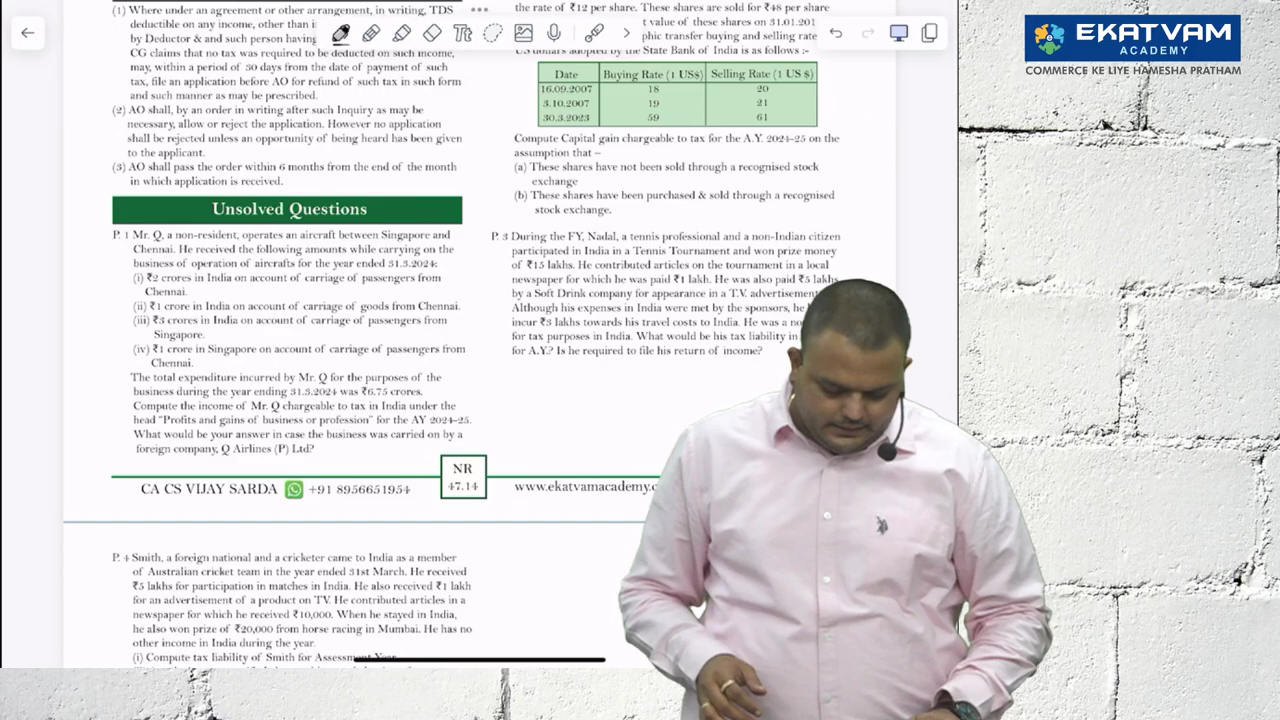 (1) Where under an agreement or other arrangement, in writing, TDS
deductible on any income, other than i
by Deductor & and such person having
CG claims that no tax was required to be deducted on such income,
may, within a period of 30 days from the date of payment of such
tax, file an application before AO for refund of such tax in such form
and such manner as may be prescribed.
(2) AO shall, by an order in writing after such Inquiry as may be
necessary, allow or reject the application. However no application
shall be rejected unless an opportunity of being heard has been given
to the applicant.
(3) AO shall pass the order within 6 months from the end of the month
in which application is received.
Unsolved Questions
P. 1 Mr. Q, a non-resident, operates an aircraft between Singapore and
Chennai. He received the following amounts while carrying on the
business of operation of aircrafts for the year ended 31.3.2024:
(i) ₹2 crores in India on account of carriage of passengers from
Chennai.
(ii) ₹1 crore in India on account of carriage of goods from Chennai.
(iii) ₹3 crores in India on account of carriage of passengers from
Singapore.
(iv) ₹1 crore in Singapore on account of carriage of passengers from
Chennai.
The total expenditure incurred by Mr. Q for the purposes of the
business during the year ending 31.3.2024 was ₹6.75 crores.
Compute the income of Mr. Q chargeable to tax in India under the
head "Profits and gains of business or profession" for the AY 2024-25.
What would be your answer in case the business was carried on by a
foreign company, Q Airlines (P) Ltd?
the rate of ₹12 per share. These shares are sold for ₹48 per share
t value of these shares on 31.01.201
phic transfer buying and selling rate
US dollars adopted by the State Bank of India is as follows :-
Date Buying Rate (1 US$) Selling Rate (1 US $)
16.09.2007 18 20
3.10.2007 19 21
30.3.2023 59 61
Compute Capital gain chargeable to tax for the A.Y. 2024-25 on the
assumption that –
(a) These shares have not been sold through a recognised stock
exchange
(b) These shares have been purchased & sold through a recognised
stock exchange.
P. 3 During the FY, Nadal, a tennis professional and a non-Indian citizen
participated in India in a Tennis Tournament and won prize money
of ₹15 lakhs. He contributed articles on the tournament in a local
newspaper for which he was paid ₹1 lakh. He was also paid ₹5 lakhs
by a Soft Drink company for appearance in a T.V. advertisement
Although his expenses in India were met by the sponsors, he
incur ₹3 lakhs towards his travel costs to India. He was a no
for tax purposes in India. What would be his tax liability in
for A.Y.? Is he required to file his return of income?
CA CS VIJAY SARDA +91 8956651954
NR
47.14
www.ekatvamacademy.c
P. 4 Smith, a foreign national and a cricketer came to India as a member
of Australian cricket team in the year ended 31st March. He received
₹5 lakhs for participation in matches in India. He also received ₹1 lakh
for an advertisement of a product on TV. He contributed articles in a
newspaper for which he received ₹10,000. When he stayed in India,
he also won prize of ₹20,000 from horse racing in Mumbai. He has no
other income in India during the year.
(i) Compute tax liability of Smith for Assessment Year
EKATVAM
ACADEMY
COMMERCE KE LIYE HAMESHA PRATHAM